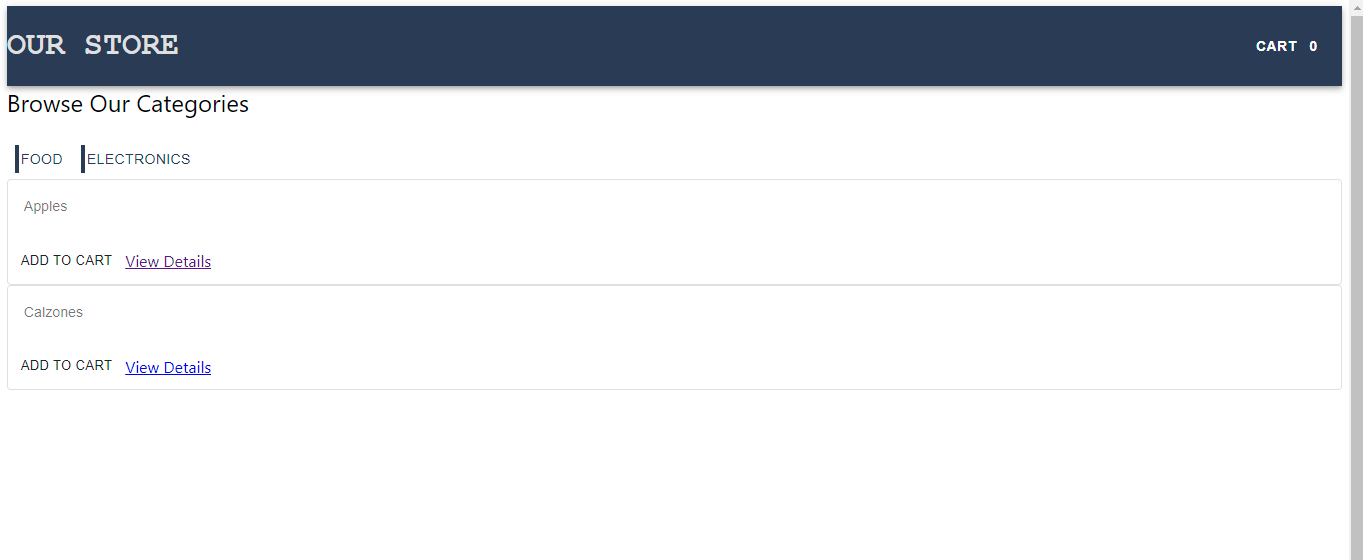 OUR STORE CART 0
Browse Our Categories
FOOD ELECTRONICS
Apples
ADD TO CART View Details
Calzones
ADD TO CART View Details